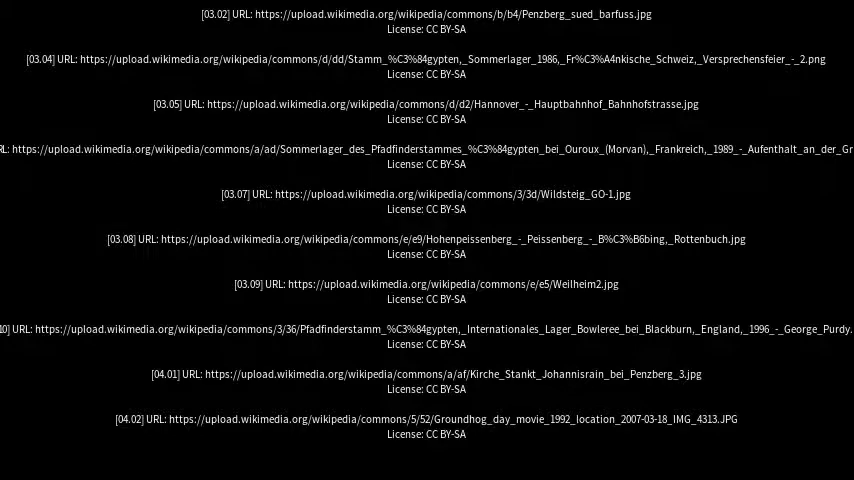 [03.02] URL: https://upload.wikimedia.org/wikipedia/commons/b/b4/Penzberg_sued_barfuss.jpg
License: CC BY-SA
[03.04] URL: https://upload.wikimedia.org/wikipedia/commons/d/dd/Stamm_%C3%84gypten,_Sommerlager_1986,_Fr%C3%A4nkische_Schweiz,_Versprechensfeier_-_2.png
License: CC BY-SA
[03.05] URL: https://upload.wikimedia.org/wikipedia/commons/d/d2/Hannover_-_Hauptbahnhof_Bahnhofstrasse.jpg
License: CC BY-SA
RL: https://upload.wikimedia.org/wikipedia/commons/a/ad/Sommerlager_des_Pfadfinderstammes_%C3%84gypten_bei_Ouroux_(Morvan),_Frankreich,_1989_-_Aufenthalt_an_der_Gr
License: CC BY-SA
[03.07] URL: https://upload.wikimedia.org/wikipedia/commons/3/3d/Wildsteig_GO-1.jpg
License: CC BY-SA
[03.08] URL: https://upload.wikimedia.org/wikipedia/commons/e/e9/Hohenpeissenberg_-_Peissenberg_-_B%C3%B6bing,_Rottenbuch.jpg
License: CC BY-SA
[03.09] URL: https://upload.wikimedia.org/wikipedia/commons/e/e5/Weilheim2.jpg
License: CC BY-SA
10] URL: https://upload.wikimedia.org/wikipedia/commons/3/36/Pfadfinderstamm_%C3%84gypten,_Internationales_Lager_Bowleree_bei_Blackburn,_England,_1996_-_George_Purdy.
License: CC BY-SA
[04.01] URL: https://upload.wikimedia.org/wikipedia/commons/a/af/Kirche_Stankt_Johannisrain_bei_Penzberg_3.jpg
License: CC BY-SA
[04.02] URL: https://upload.wikimedia.org/wikipedia/commons/5/52/Groundhog_day_movie_1992_location_2007-03-18_IMG_4313.JPG
License: CC BY-SA